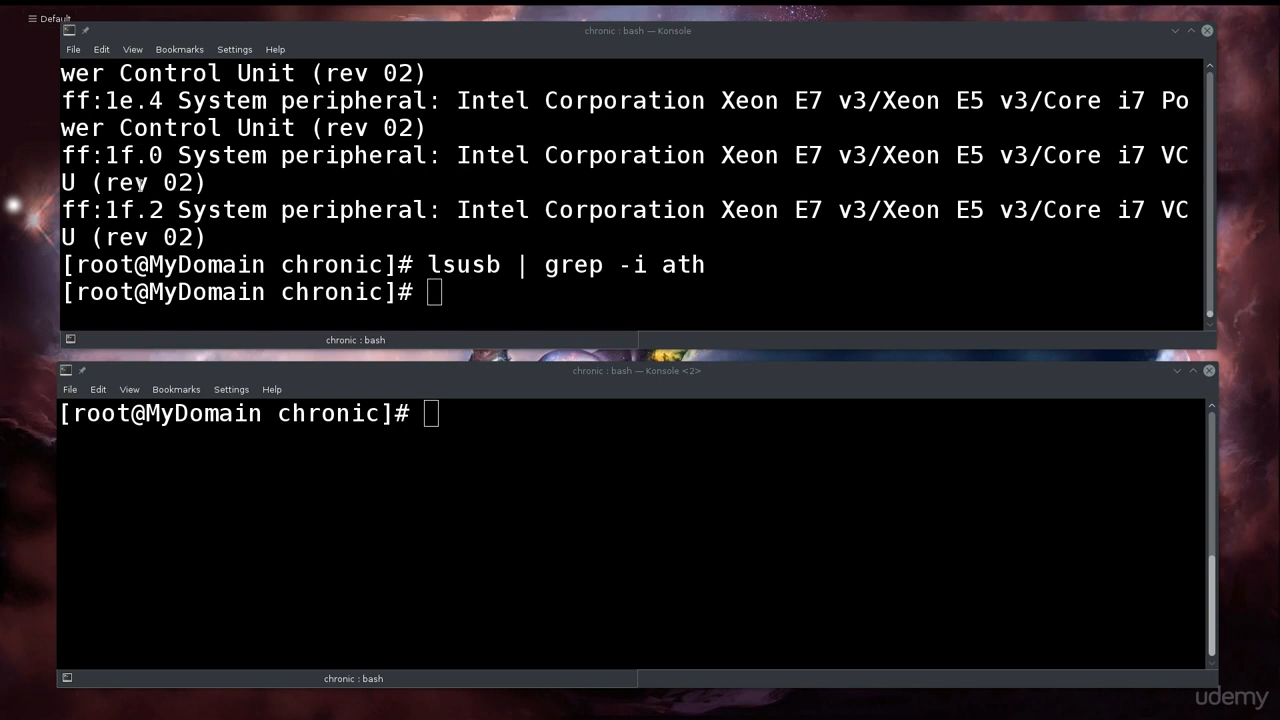 Default
chronic : bash — Konsole
File Edit View Bookmarks Settings Help
wer Control Unit (rev 02)
ff:1e.4 System peripheral: Intel Corporation Xeon E7 v3/Xeon E5 v3/Core i7 Po
wer Control Unit (rev 02)
ff:1f.0 System peripheral: Intel Corporation Xeon E7 v3/Xeon E5 v3/Core i7 VC
U (rev 02)
ff:1f.2 System peripheral: Intel Corporation Xeon E7 v3/Xeon E5 v3/Core i7 VC
U (rev 02)
[root@MyDomain chronic]# lsusb | grep -i ath
[root@MyDomain chronic]#
chronic : bash
chronic : bash — Konsole <2>
File Edit View Bookmarks Settings Help
[root@MyDomain chronic]#
chronic : bash
udemy